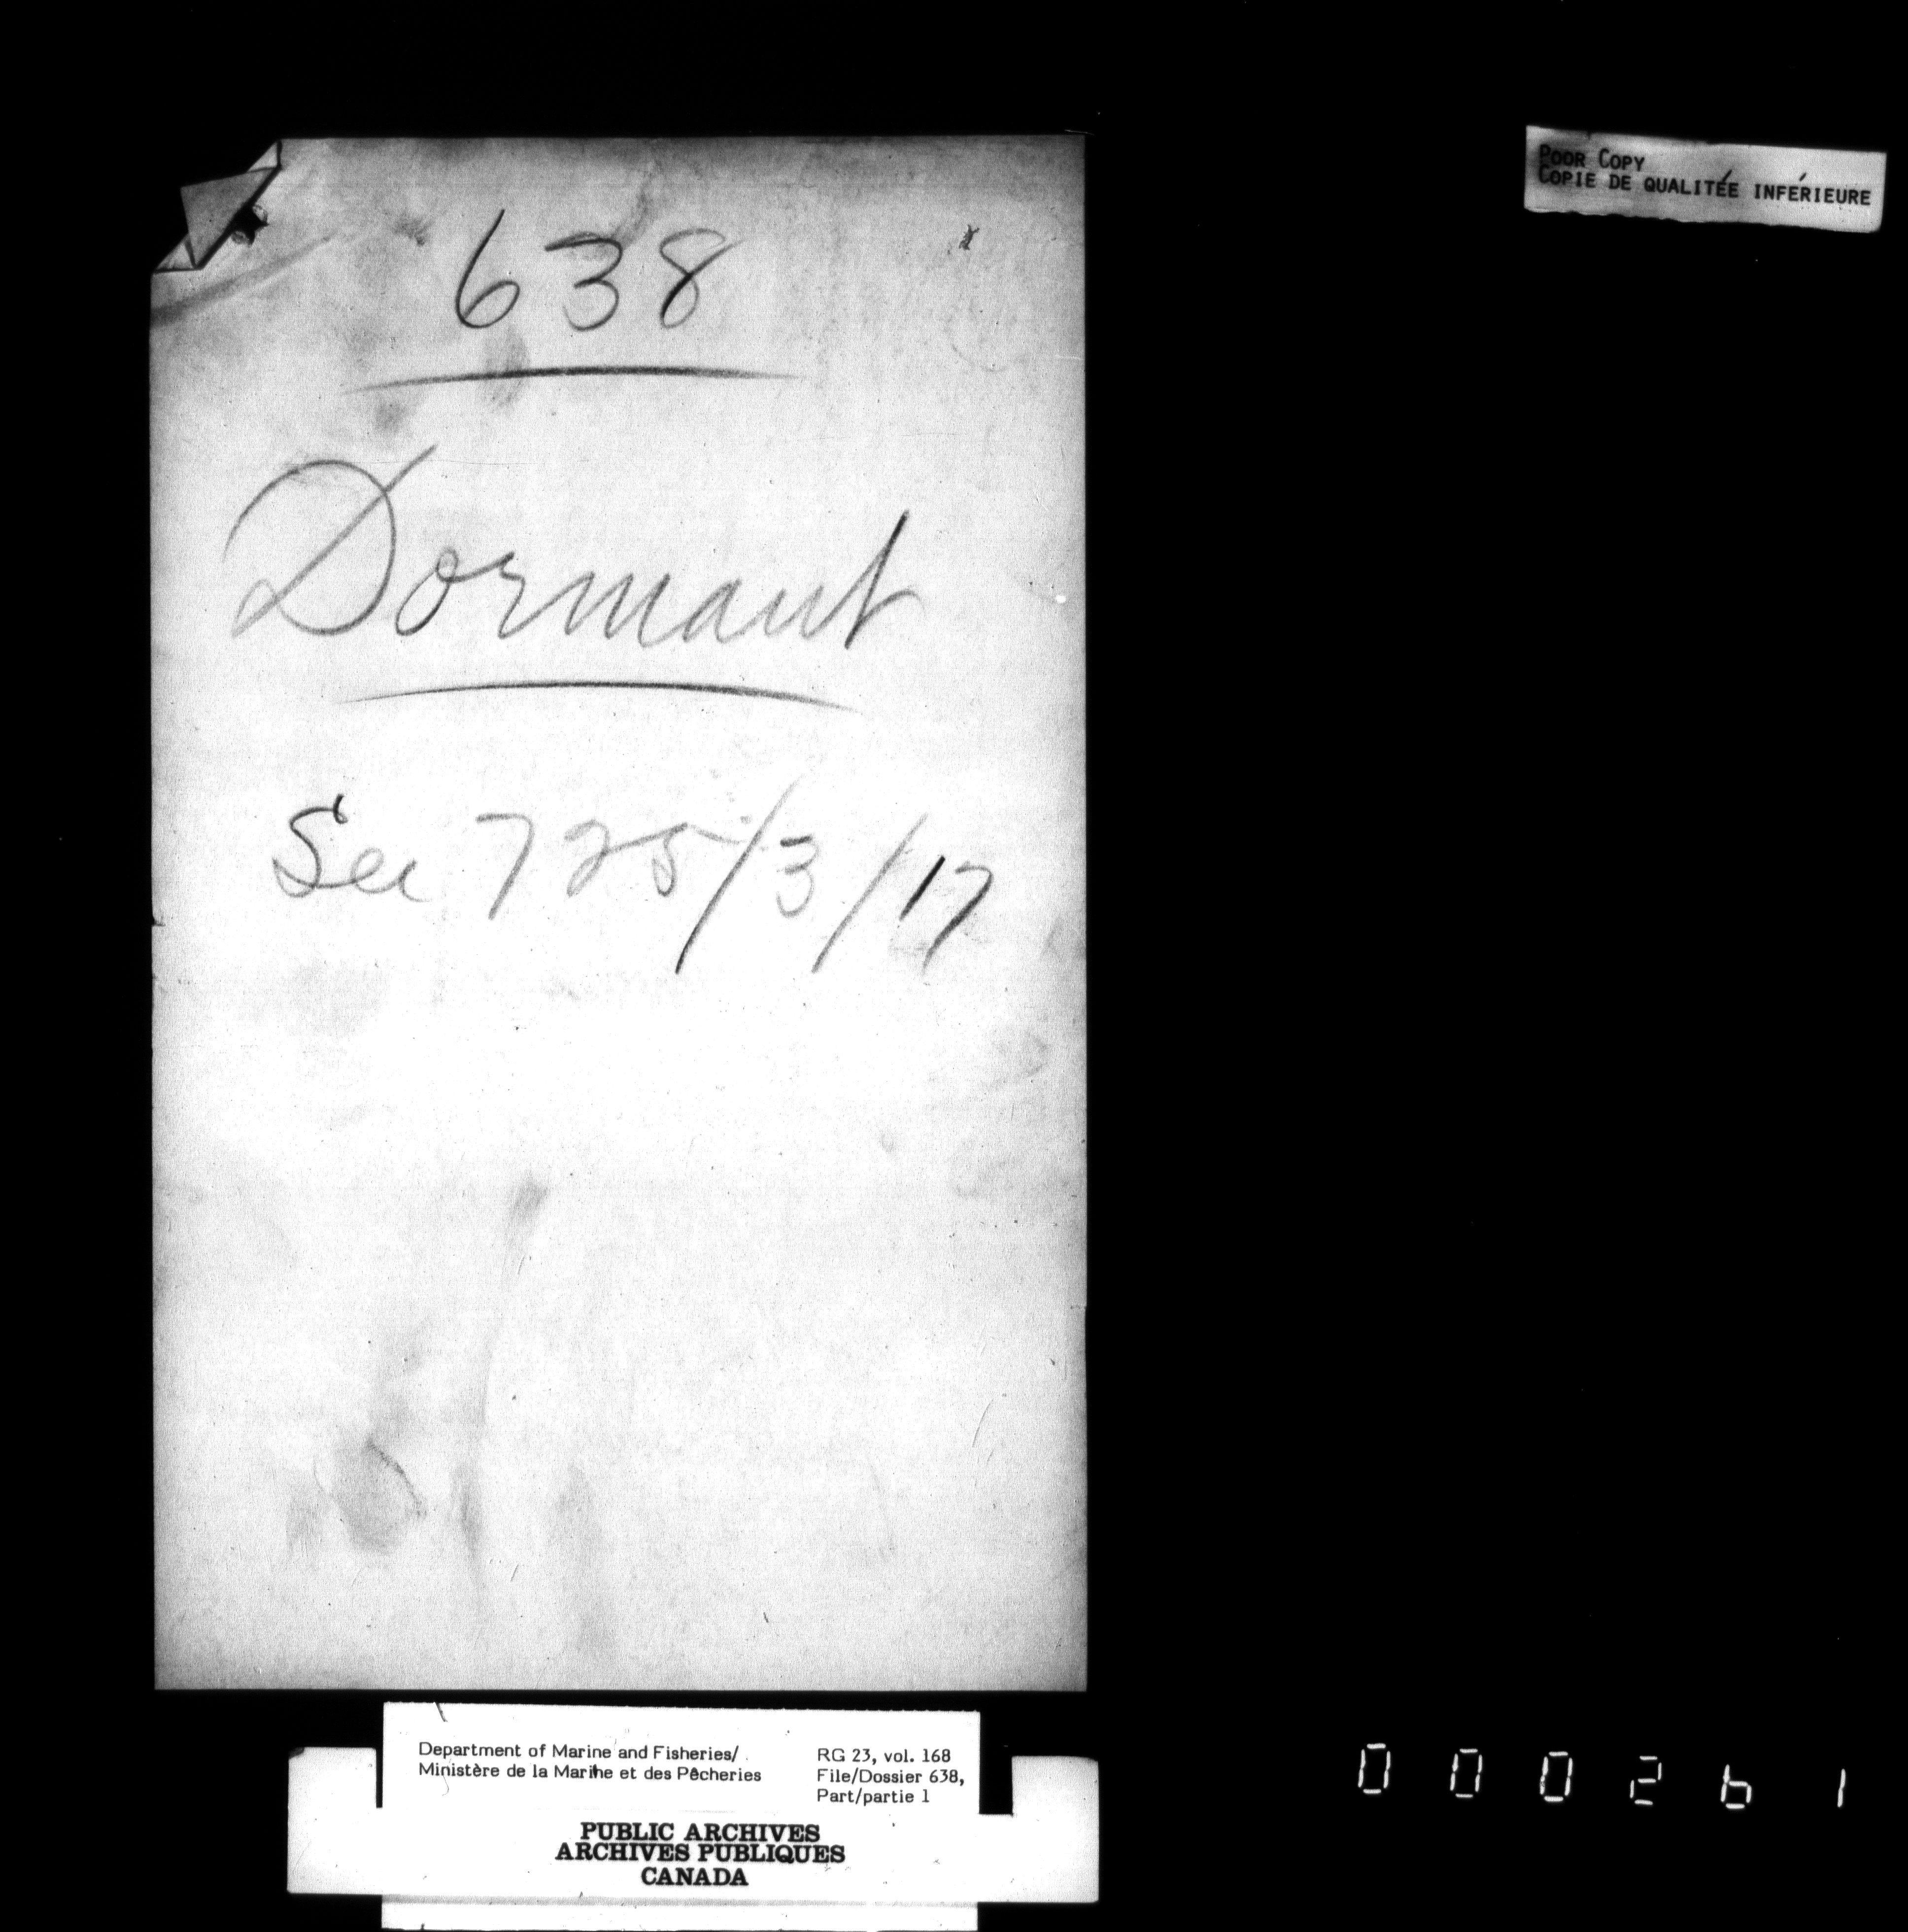 POOR COPY
COPIE DE QUALITÉE INFÉRIEURE
638
Dormant
See 725/3/17
Department of Marine and Fisheries/
Ministère de la Marine et des Pêcheries
RG 23, vol. 168
File/Dossier 638,
Part/partie 1
PUBLIC ARCHIVES
ARCHIVES PUBLIQUES
CANADA
000261